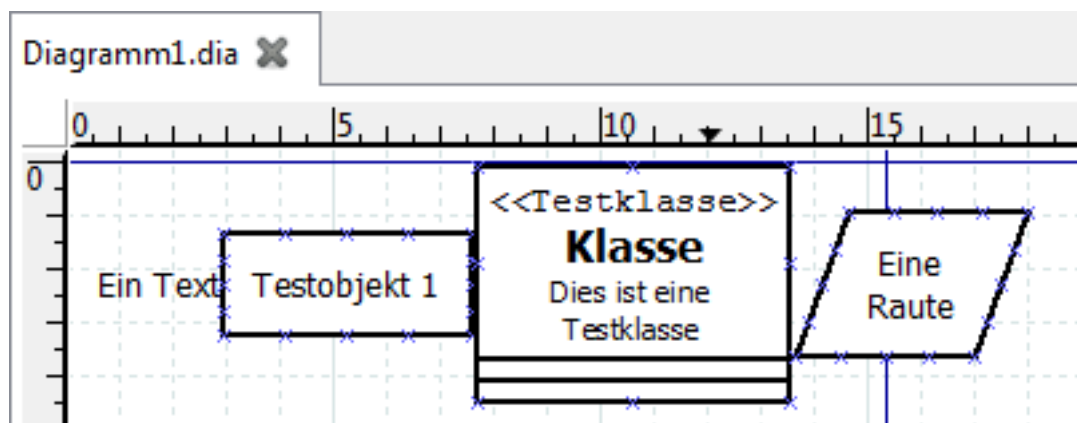 Diagramm1.dia
0 5 10 15
0
Ein Text
Testobjekt 1
<<Testklasse>>
Klasse
Dies ist eine
Testklasse
Eine
Raute